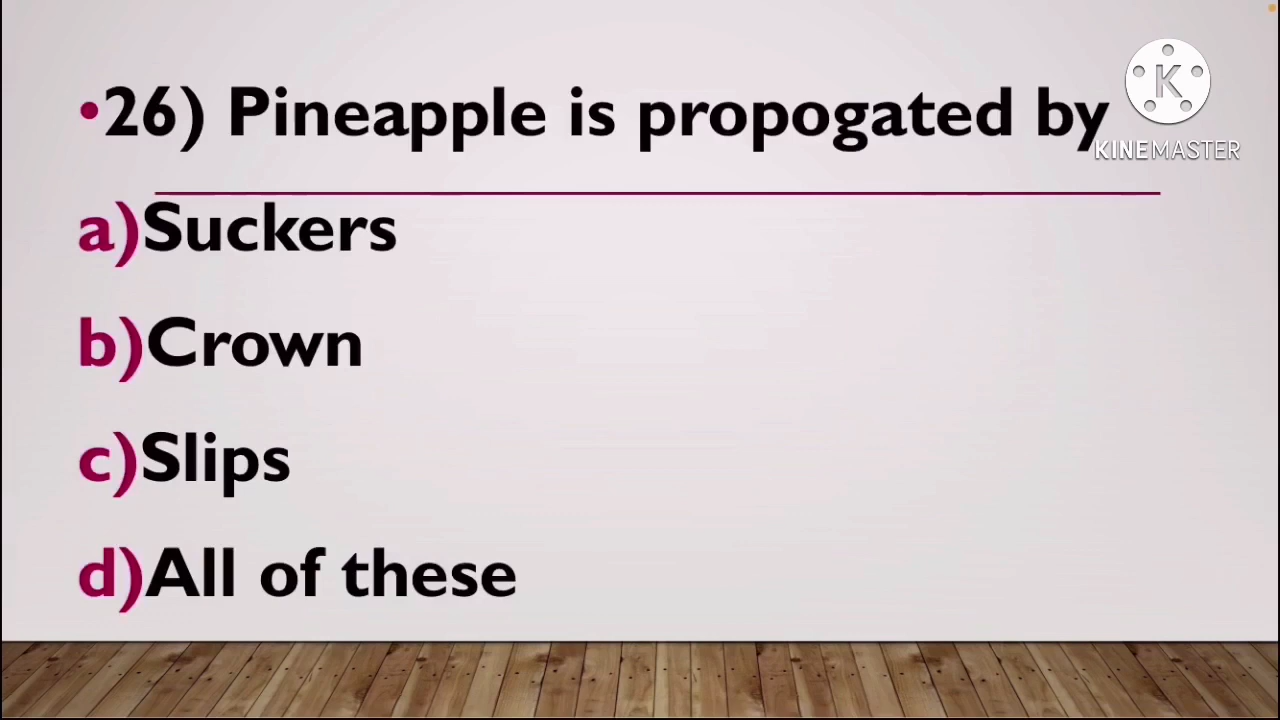 •26) Pineapple is propogated by
K
KINEMASTER
a)Suckers
b)Crown
c)Slips
d)All of these